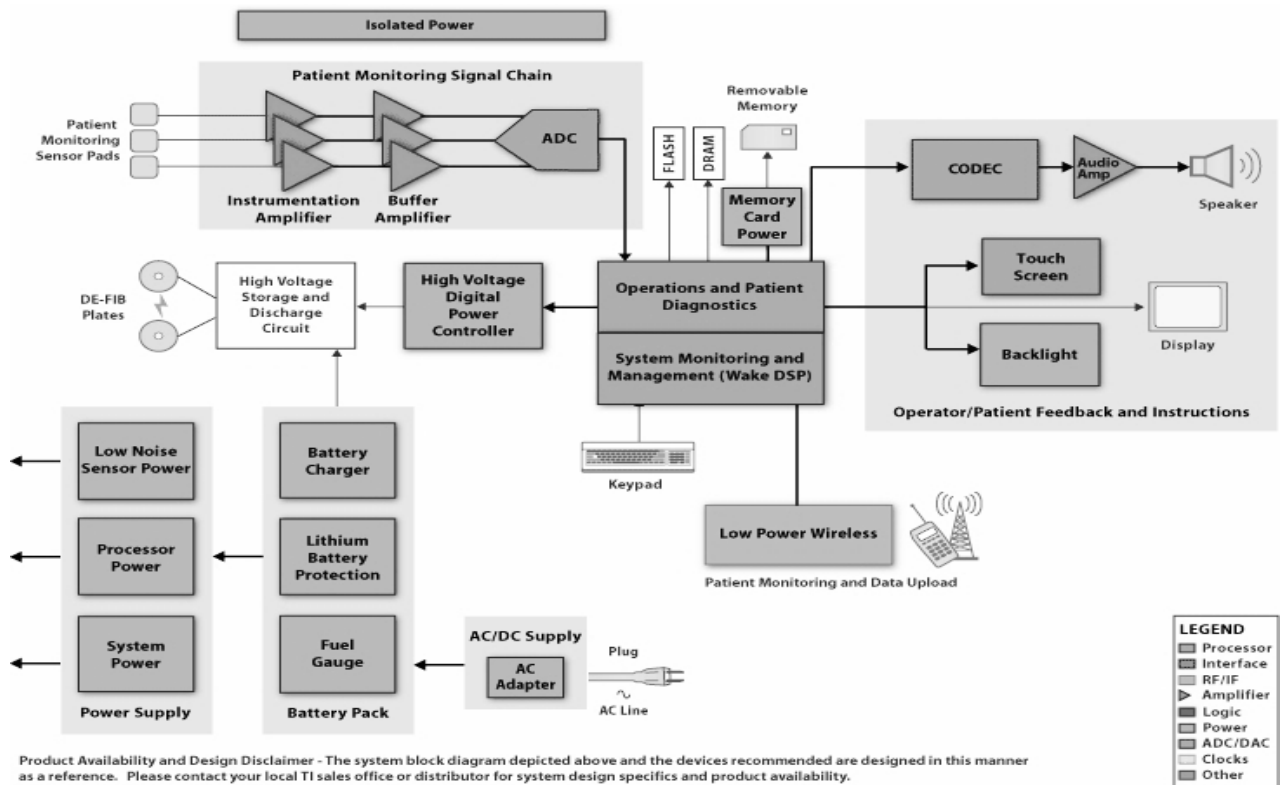 Isolated Power
Patient Monitoring Signal Chain
Patient
Monitoring
Sensor Pads
ADC
Instrumentation
Amplifier
Buffer
Amplifier
FLASH
DRAM
Removable
Memory
Memory
Card
Power
CODEC
Audio
Amp
Speaker
Touch
Screen
Display
Backlight
Operator/Patient Feedback and Instructions
DE-FIB
Plates
High Voltage
Storage and
Discharge
Circuit
High Voltage
Digital
Power
Controller
Operations and Patient
Diagnostics
System Monitoring and
Management (Wake DSP)
Keypad
Low Power Wireless
Patient Monitoring and Data Upload
Low Noise
Sensor Power
Processor
Power
System
Power
Power Supply
Battery
Charger
Lithium
Battery
Protection
Fuel
Gauge
Battery Pack
AC/DC Supply
AC
Adapter
Plug
AC Line
LEGEND
Processor
Interface
RF/IF
Amplifier
Logic
Power
ADC/DAC
Clocks
Other
Product Availability and Design Disclaimer - The system block diagram depicted above and the devices recommended are designed in this manner
as a reference. Please contact your local TI sales office or distributor for system design specifics and product availability.